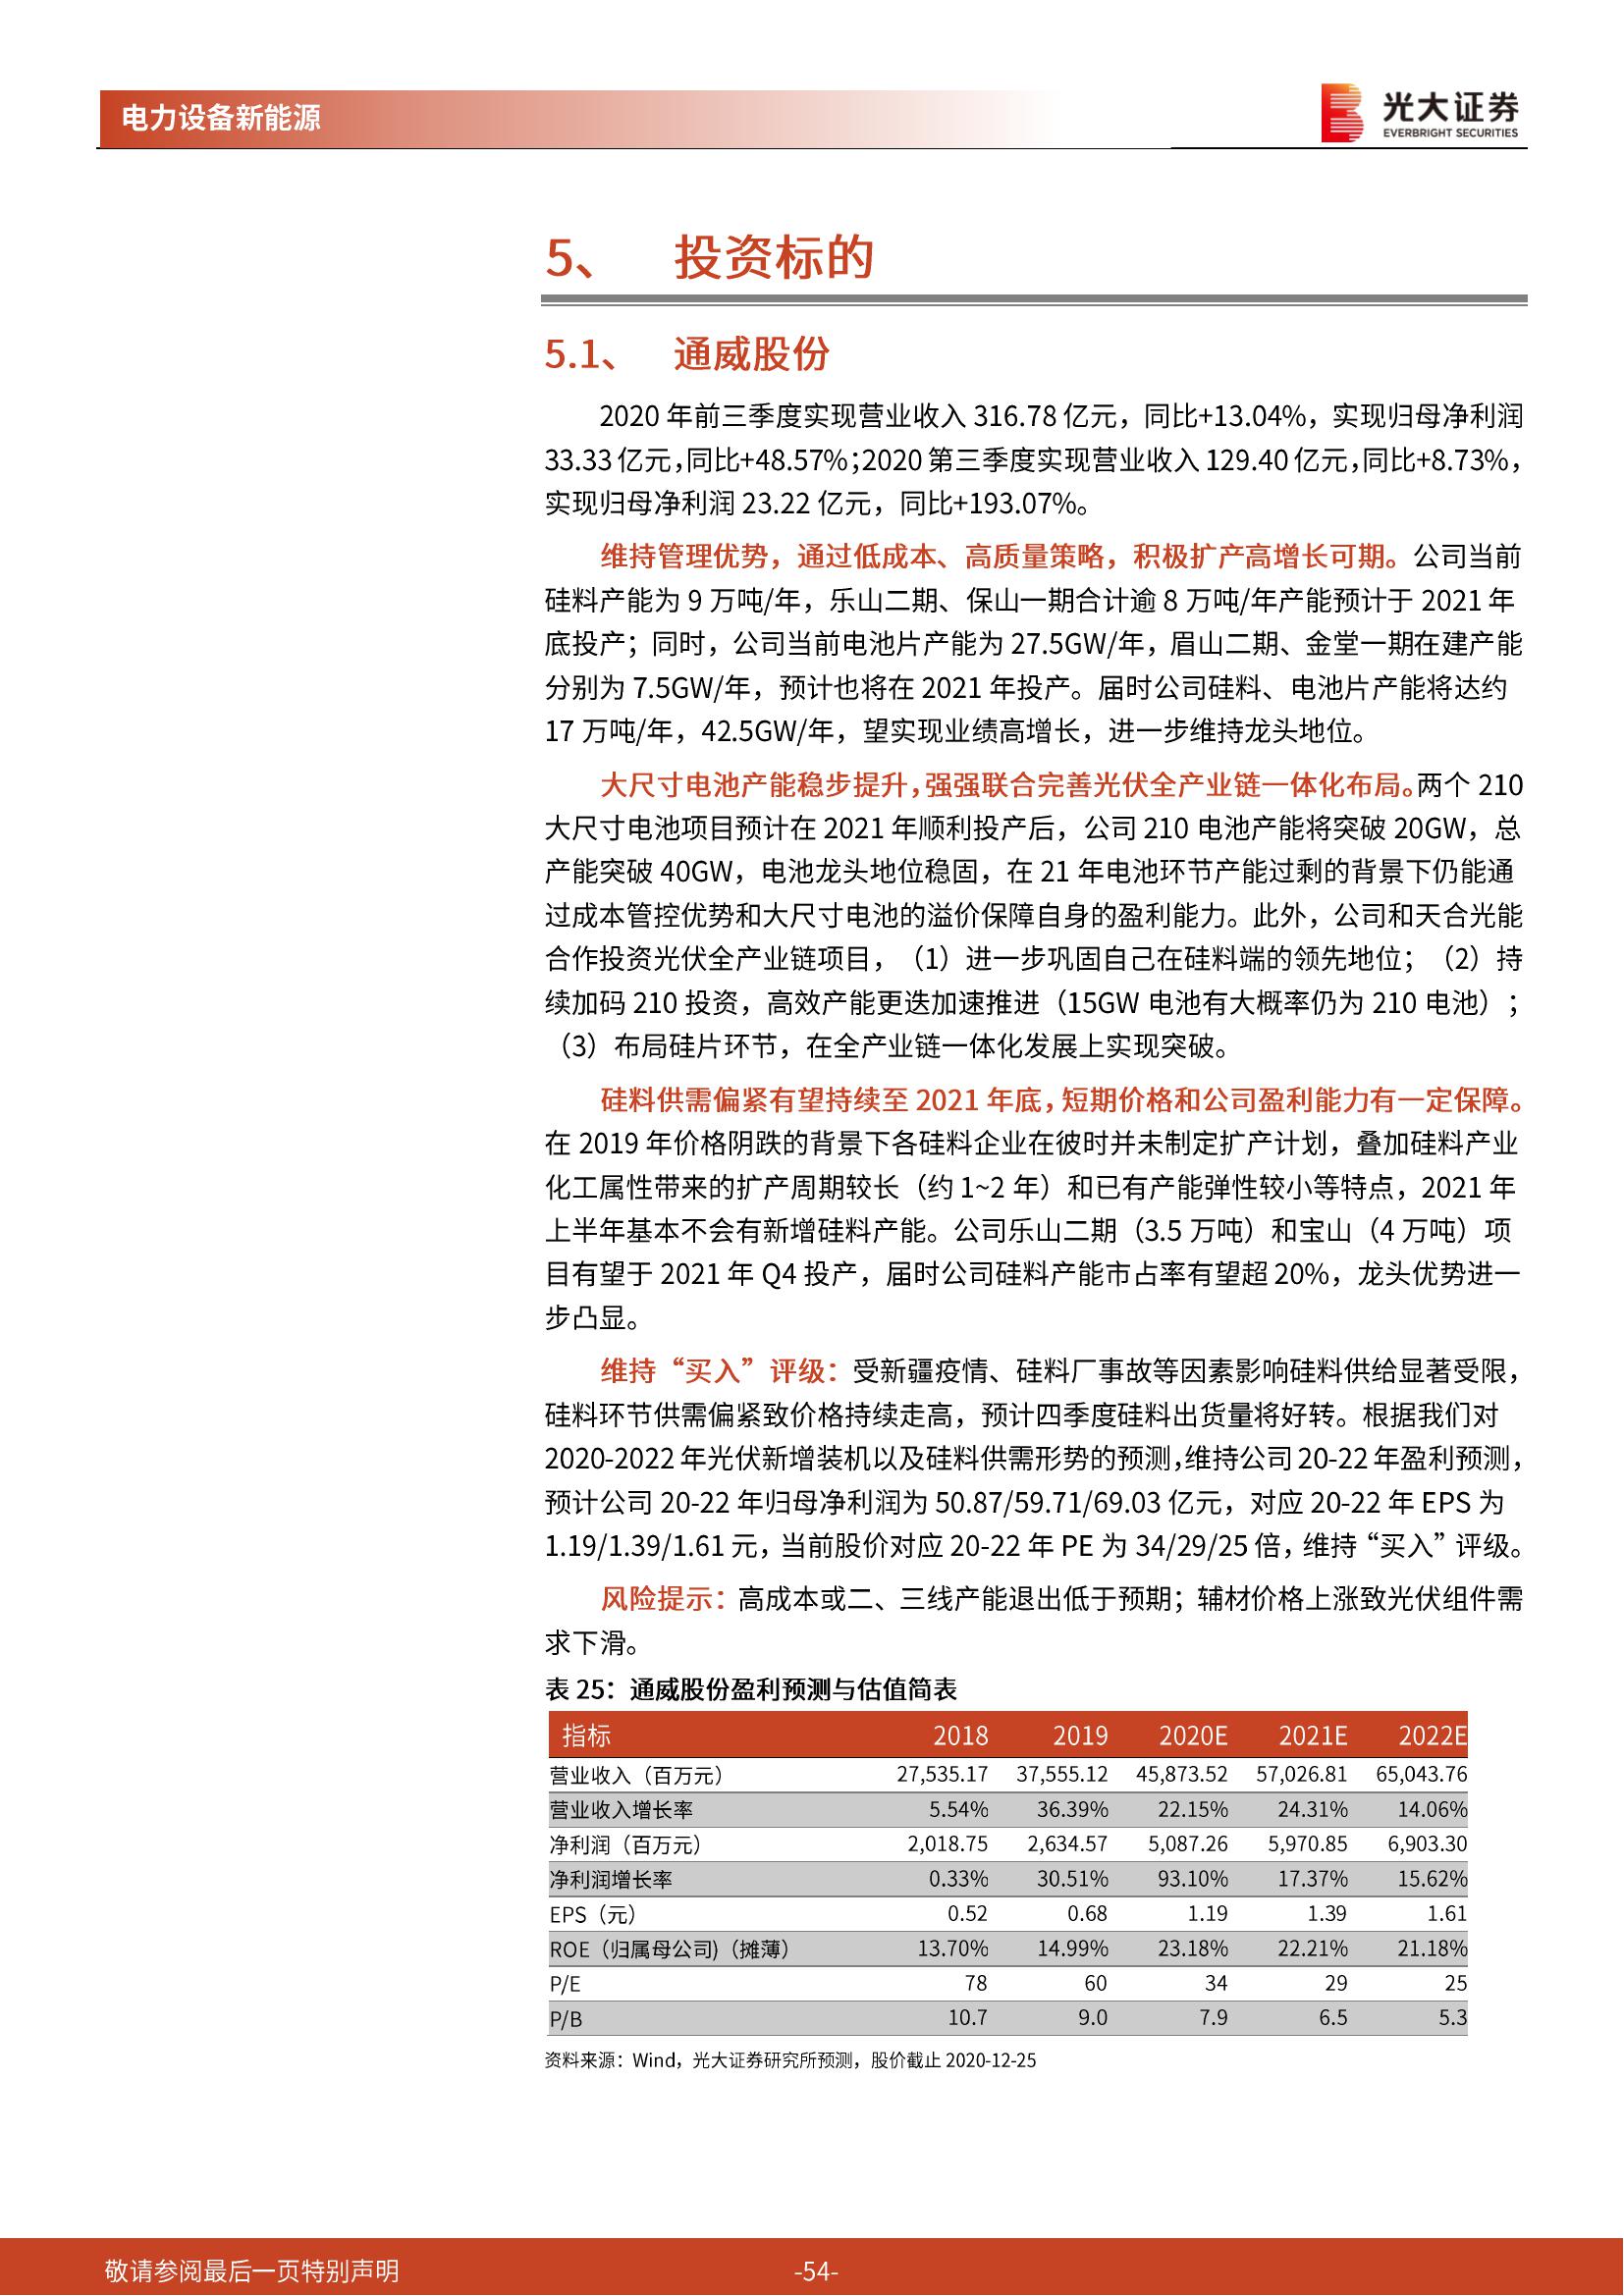 电力设备新能源
光大证券
EVERBRIGHT SECURITIES
5、 投资标的
5.1、 通威股份
2020 年前三季度实现营业收入 316.78 亿元，同比+13.04%，实现归母净利润
33.33 亿元，同比+48.57%；2020 第三季度实现营业收入 129.40 亿元，同比+8.73%，
实现归母净利润 23.22 亿元，同比+193.07%。
维持管理优势，通过低成本、高质量策略，积极扩产高增长可期。公司当前
硅料产能为 9 万吨/年，乐山二期、保山一期合计逾 8 万吨/年产能预计于 2021 年
底投产；同时，公司当前电池片产能为 27.5GW/年，眉山二期、金堂一期在建产能
分别为 7.5GW/年，预计也将在 2021 年投产。届时公司硅料、电池片产能将达约
17 万吨/年，42.5GW/年，望实现业绩高增长，进一步维持龙头地位。
大尺寸电池产能稳步提升，强强联合完善光伏全产业链一体化布局。两个 210
大尺寸电池项目预计在 2021 年顺利投产后，公司 210 电池产能将突破 20GW，总
产能突破 40GW，电池龙头地位稳固，在 21 年电池环节产能过剩的背景下仍能通
过成本管控优势和大尺寸电池的溢价保障自身的盈利能力。此外，公司和天合光能
合作投资光伏全产业链项目，（1）进一步巩固自己在硅料端的领先地位；（2）持
续加码 210 投资，高效产能更迭加速推进（15GW 电池有大概率仍为 210 电池）；
（3）布局硅片环节，在全产业链一体化发展上实现突破。
硅料供需偏紧有望持续至 2021 年底，短期价格和公司盈利能力有一定保障。
在 2019 年价格阴跌的背景下各硅料企业在彼时并未制定扩产计划，叠加硅料产业
化工属性带来的扩产周期较长（约 1~2 年）和已有产能弹性较小等特点，2021 年
上半年基本不会有新增硅料产能。公司乐山二期（3.5 万吨）和宝山（4 万吨）项
目有望于 2021 年 Q4 投产，届时公司硅料产能市占率有望超 20%，龙头优势进一
步凸显。
维持“买入”评级：受新疆疫情、硅料厂事故等因素影响硅料供给显著受限，
硅料环节供需偏紧致价格持续走高，预计四季度硅料出货量将好转。根据我们对
2020-2022 年光伏新增装机以及硅料供需形势的预测，维持公司 20-22 年盈利预测，
预计公司 20-22 年归母净利润为 50.87/59.71/69.03 亿元，对应 20-22 年 EPS 为
1.19/1.39/1.61 元，当前股价对应 20-22 年 PE 为 34/29/25 倍，维持“买入”评级。
风险提示：高成本或二、三线产能退出低于预期；辅材价格上涨致光伏组件需
求下滑。
表 25：通威股份盈利预测与估值简表
指标 2018 2019 2020E 2021E 2022E
营业收入（百万元） 27,535.17 37,555.12 45,873.52 57,026.81 65,043.76
营业收入增长率 5.54% 36.39% 22.15% 24.31% 14.06%
净利润（百万元） 2,018.75 2,634.57 5,087.26 5,970.85 6,903.30
净利润增长率 0.33% 30.51% 93.10% 17.37% 15.62%
EPS（元） 0.52 0.68 1.19 1.39 1.61
ROE（归属母公司)（摊薄） 13.70% 14.99% 23.18% 22.21% 21.18%
P/E 78 60 34 29 25
P/B 10.7 9.0 7.9 6.5 5.3
资料来源：Wind，光大证券研究所预测，股价截止 2020-12-25
敬请参阅最后一页特别声明 -54-